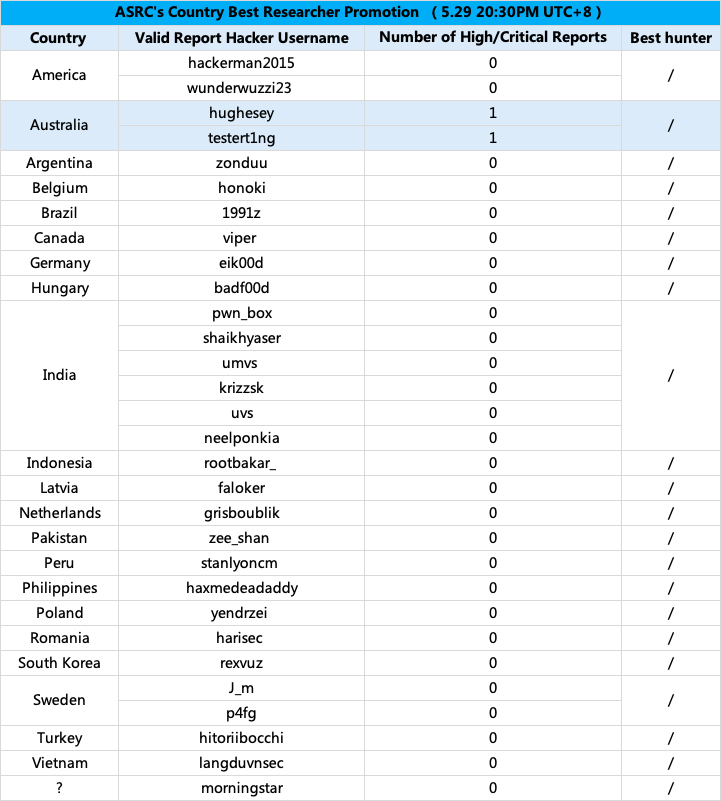 ASRC's Country Best Researcher Promotion ( 5.29 20:30PM UTC+8 )
Country Valid Report Hacker Username Number of High/Critical Reports Best hunter
America hackerman2015 0 /
wunderwuzzi23 0
Australia hughesey 1 /
testert1ng 1
Argentina zonduu 0 /
Belgium honoki 0 /
Brazil 1991z 0 /
Canada viper 0 /
Germany eik00d 0 /
Hungary badf00d 0 /
India pwn_box 0 /
shaikhyaser 0
umvs 0
krizzsk 0
uvs 0
neelponkia 0
Indonesia rootbakar_ 0 /
Latvia faloker 0 /
Netherlands grisboublik 0 /
Pakistan zee_shan 0 /
Peru stanlyoncm 0 /
Philippines haxmedeadaddy 0 /
Poland yendrzei 0 /
Romania harisec 0 /
South Korea rexvuz 0 /
Sweden J_m 0 /
p4fg 0
Turkey hitoriibocchi 0 /
Vietnam langduvnsec 0 /
? morningstar 0 /